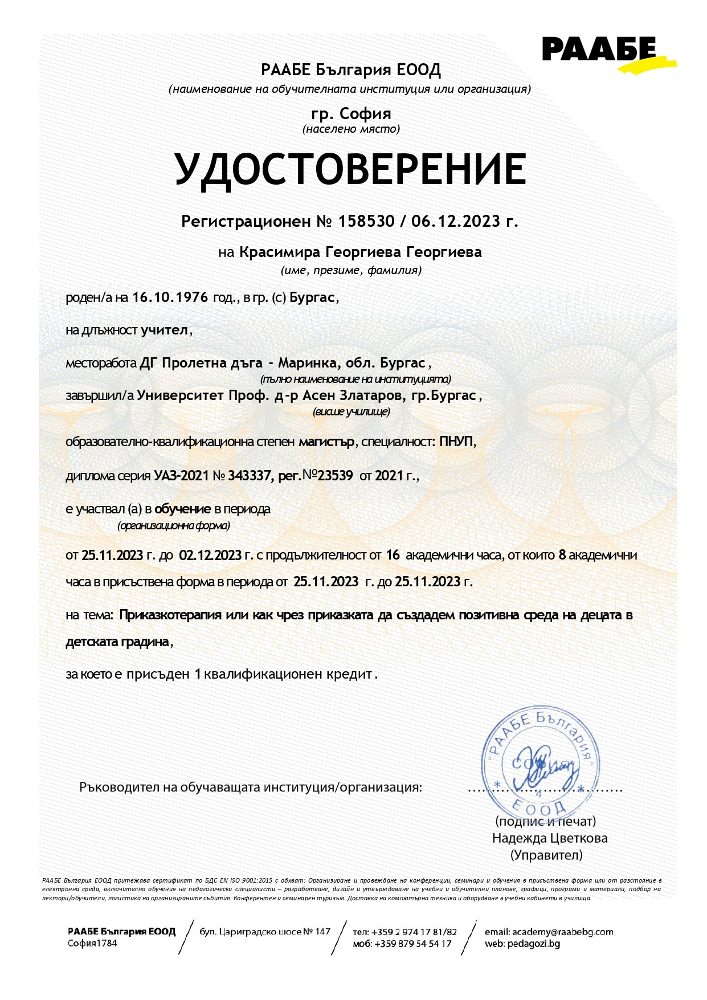 РААБЕ
РААБЕ България ЕООД
(наименование на обучителната институция или организация)
гр. София
(населено място)
УДОСТОВЕРЕНИЕ
Регистрационен № 158530 / 06.12.2023 г.
на Красимира Георгиева Георгиева
(име, презиме, фамилия)
роден/а на 16.10.1976 год., в гр. (с) Бургас,
на длъжност учител,
месторабота ДГ Пролетна дъга - Маринка, обл. Бургас,
(пълно наименование на институцията)
завършил/а Университет Проф. д-р Асен Златаров, гр.Бургас,
(висше училище)
образователно-квалификационна степен магистър, специалност: ПНУП,
диплома серия УАЗ-2021 № 343337, рег.№23539 от 2021 г.,
е участвал (а) в обучение в периода
(организационна форма)
от 25.11.2023 г. до 02.12.2023 г. с продължителност от 16 академични часа, от които 8 академични
часа в присъствена форма в периода от 25.11.2023 г. до 25.11.2023 г.
на тема: Приказкотерапия или как чрез приказката да създадем позитивна среда на децата в
детската градина,
за което е присъден 1 квалификационен кредит.
"РААБЕ България"
СОФИЯ
4
* ЕООД *
Ръководител на обучаващата институция/организация: ................................
(подпис и печат)
Надежда Цветкова
(Управител)
РААБЕ България ЕООД притежава сертификат по БДС EN ISO 9001:2015 с обхват: Организиране и провеждане на конференции, семинари и обучения в присъствена форма или от разстояние в
електронна среда, включително обучения на педагогически специалисти – разработване, дизайн и утвърждаване на учебни и обучителни планове, графици, програми и материали, подбор на
лектори/обучители, логистика на организираните събития. Конферентен и семинарен туризъм. Доставка на компютърна техника и оборудване в учебни кабинети в училища.
РААБЕ България ЕООД / бул. Цариградско шосе № 147 / тел: +359 2 974 17 81/82 / email: academy@raabebg.com
София1784 моб: +359 879 54 54 17 web: pedagozi.bg